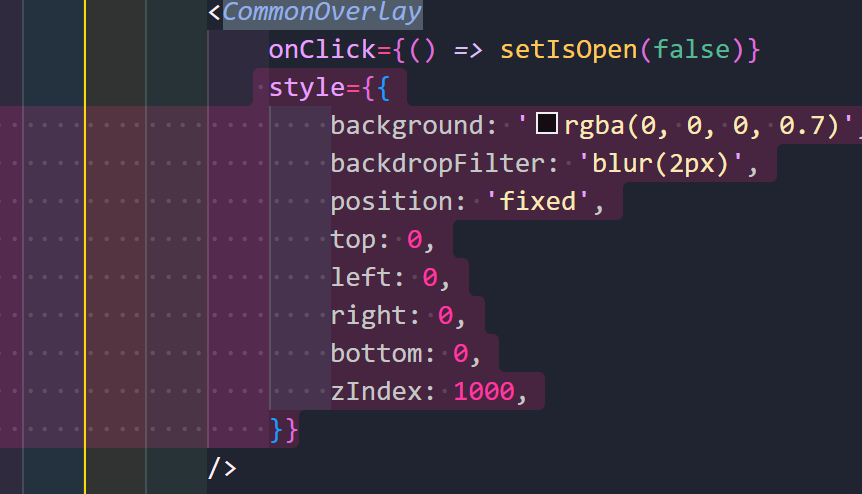 <CommonOverlay
onClick={() => setIsOpen(false)}
style={{
background: 'rgba(0, 0, 0, 0.7)',
backdropFilter: 'blur(2px)',
position: 'fixed',
top: 0,
left: 0,
right: 0,
bottom: 0,
zIndex: 1000,
}}
/>